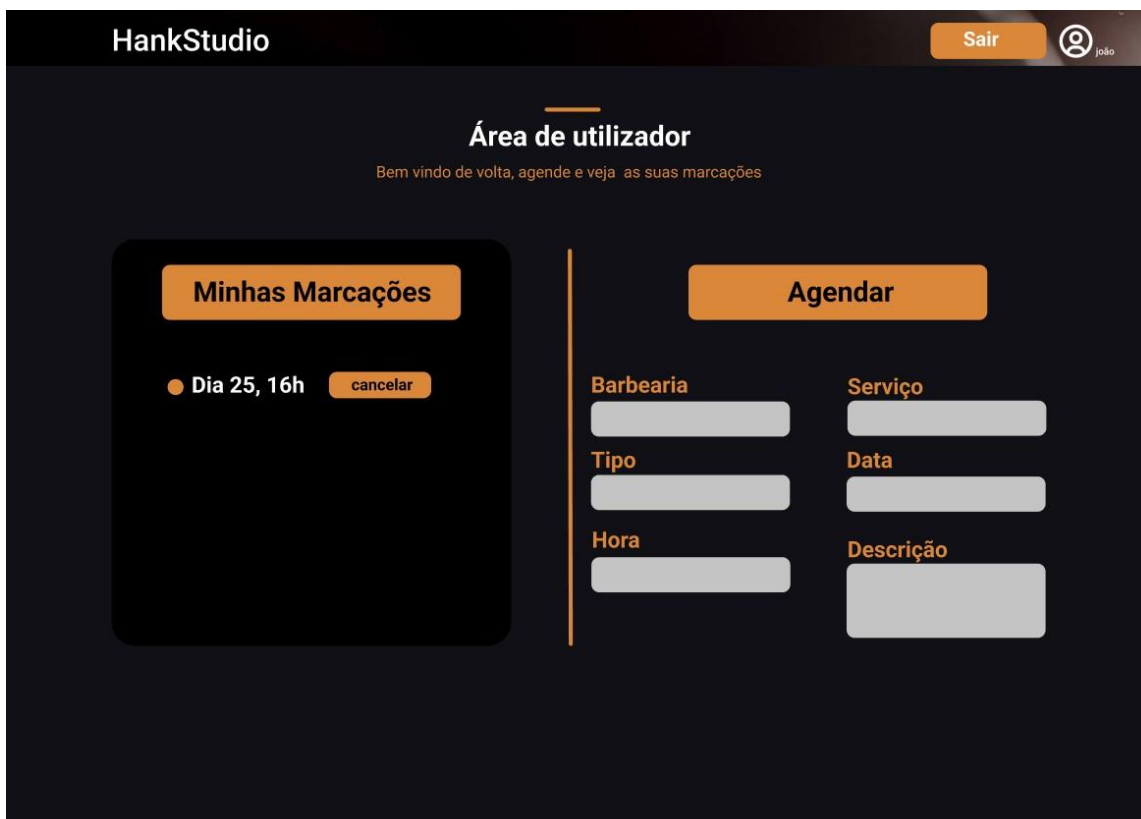 HankStudio
Sair
joão
Área de utilizador
Bem vindo de volta, agende e veja as suas marcações
Minhas Marcações
Dia 25, 16h
cancelar
Agendar
Barbearia
Serviço
Tipo
Data
Hora
Descrição